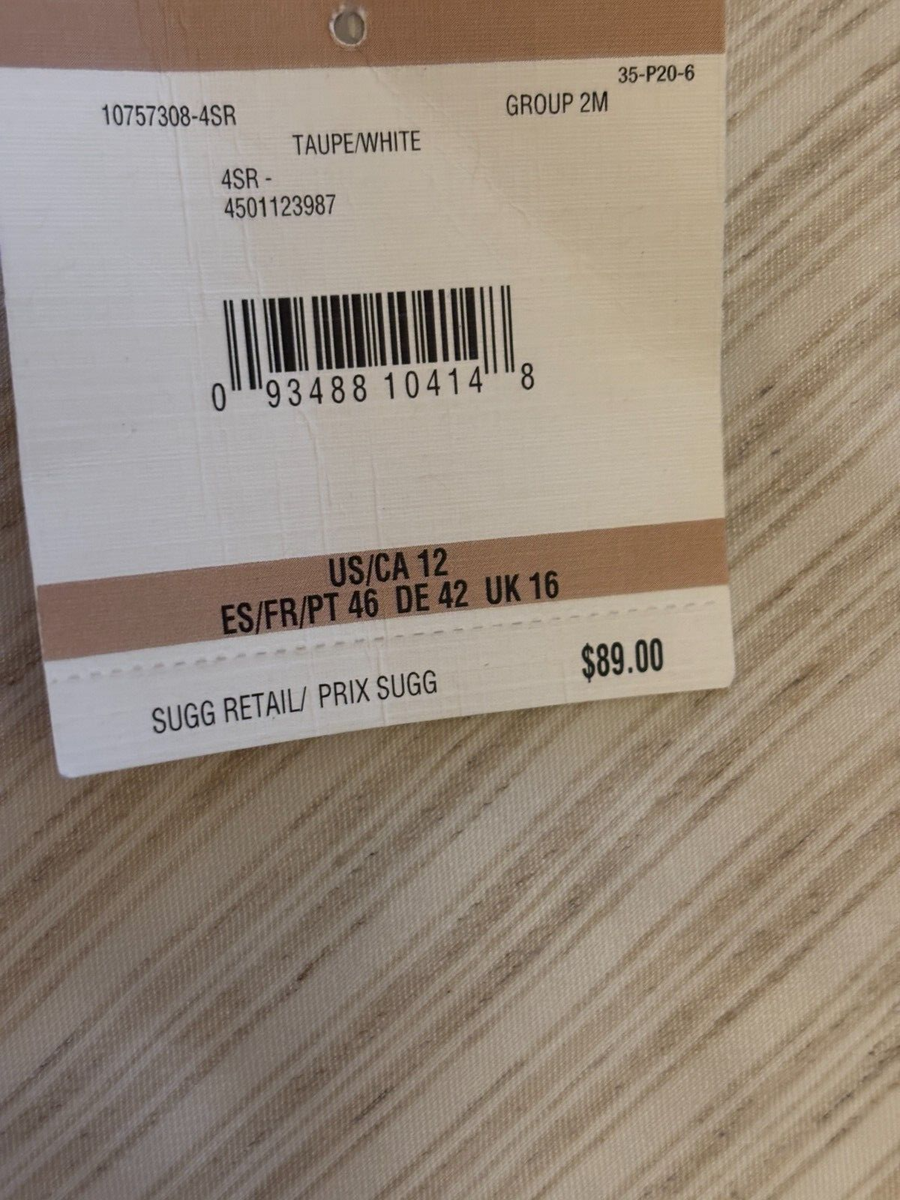 35-P20-6
10757308-4SR GROUP 2M
TAUPE/WHITE
4SR -
4501123987
0 93488 10414 8
US/CA 12
ES/FR/PT 46 DE 42 UK 16
SUGG RETAIL/ PRIX SUGG $89.00